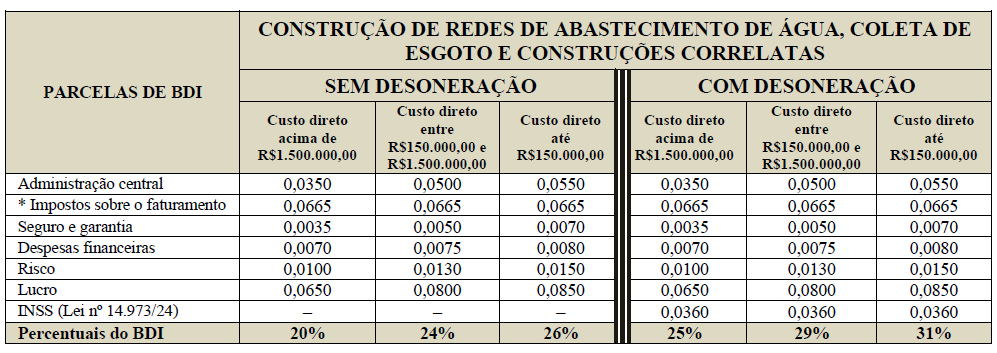 CONSTRUÇÃO DE REDES DE ABASTECIMENTO DE ÁGUA, COLETA DE
ESGOTO E CONSTRUÇÕES CORRELATAS
PARCELAS DE BDI
SEM DESONERAÇÃO COM DESONERAÇÃO
Custo direto acima de R$1.500.000,00 Custo direto entre R$150.000,00 e R$1.500.000,00 Custo direto até R$150.000,00 Custo direto acima de R$1.500.000,00 Custo direto entre R$150.000,00 e R$1.500.000,00 Custo direto até R$150.000,00
Administração central 0,0350 0,0500 0,0550 0,0350 0,0500 0,0550
* Impostos sobre o faturamento 0,0665 0,0665 0,0665 0,0665 0,0665 0,0665
Seguro e garantia 0,0035 0,0050 0,0070 0,0035 0,0050 0,0070
Despesas financeiras 0,0070 0,0075 0,0080 0,0070 0,0075 0,0080
Risco 0,0100 0,0130 0,0150 0,0100 0,0130 0,0150
Lucro 0,0650 0,0800 0,0850 0,0650 0,0800 0,0850
INSS (Lei nº 14.973/24) – – – 0,0360 0,0360 0,0360
Percentuais do BDI 20% 24% 26% 25% 29% 31%